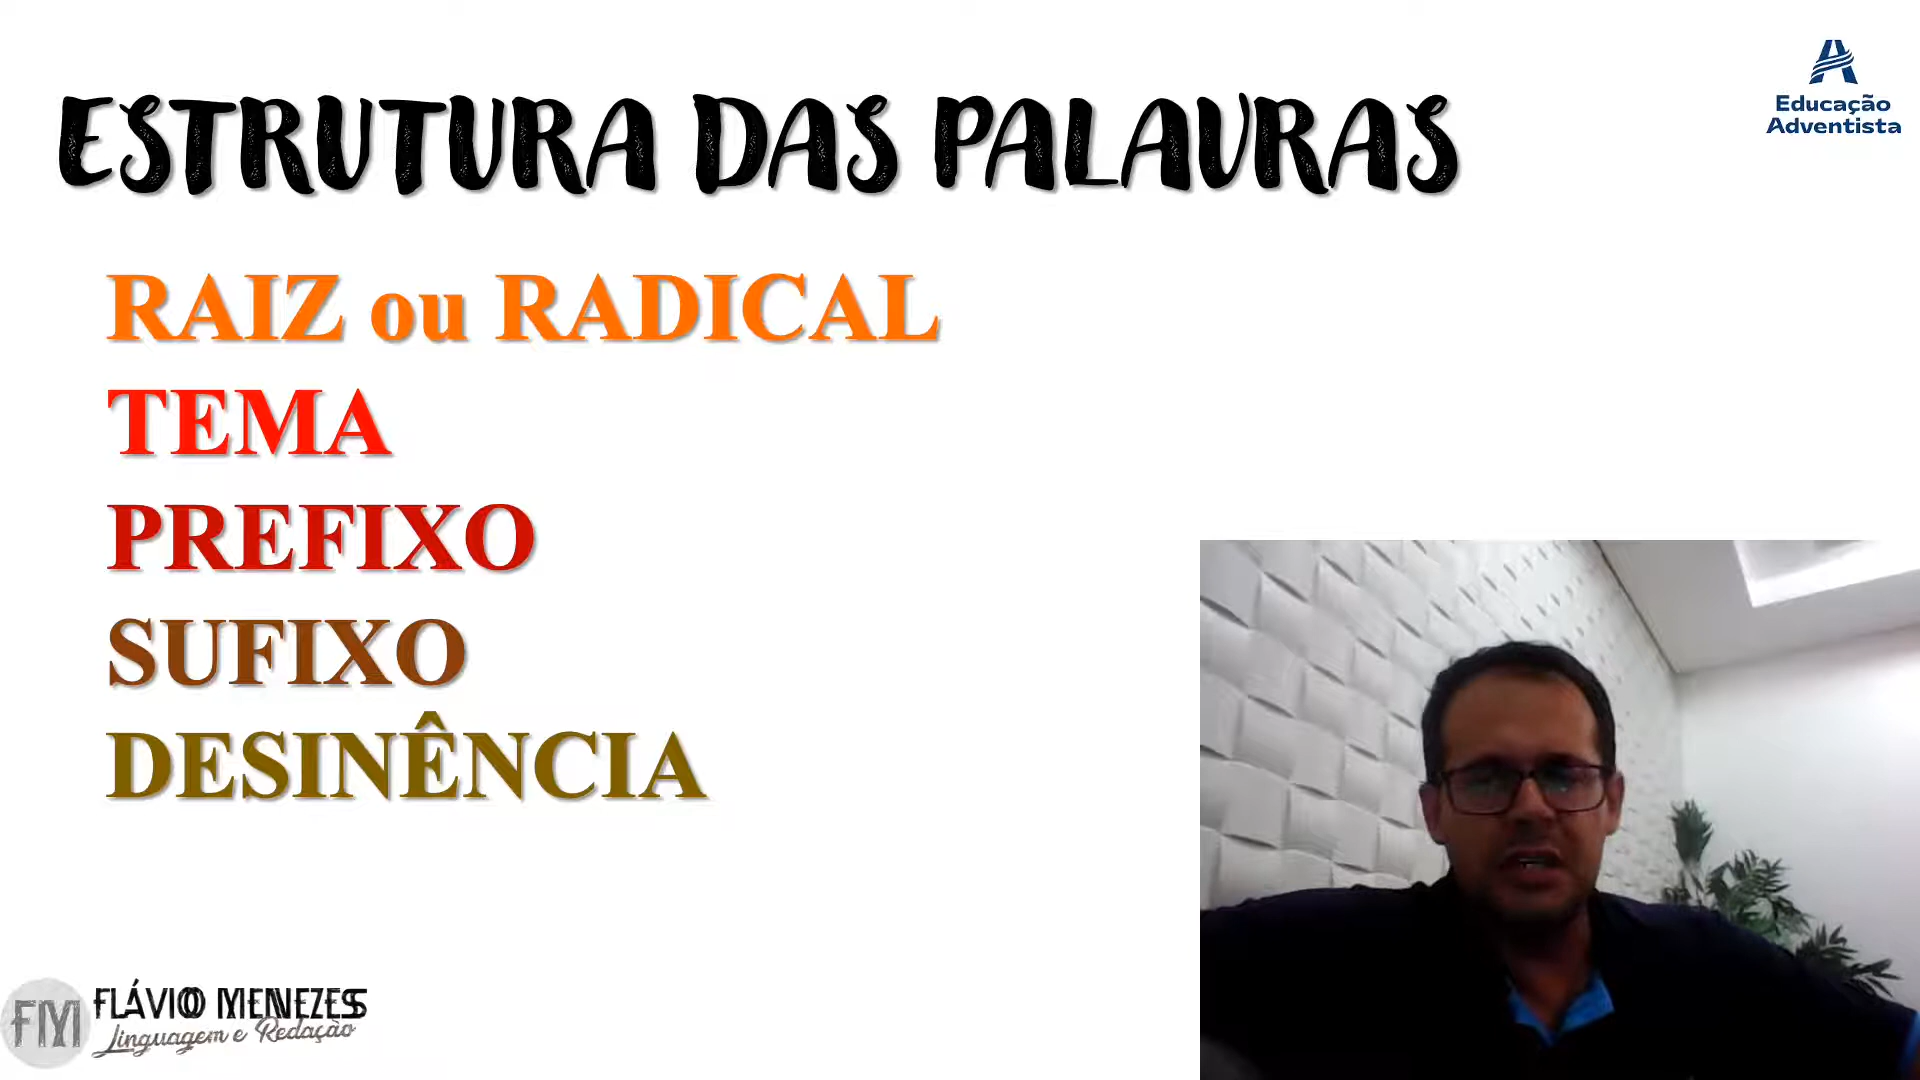 ESTRUTURA DAS PALAVRAS
Educação
Adventista
RAIZ ou RADICAL
TEMA
PREFIXO
SUFIXO
DESINÊNCIA
FM FLÁVIO MENEZES
Linguagem e Redação